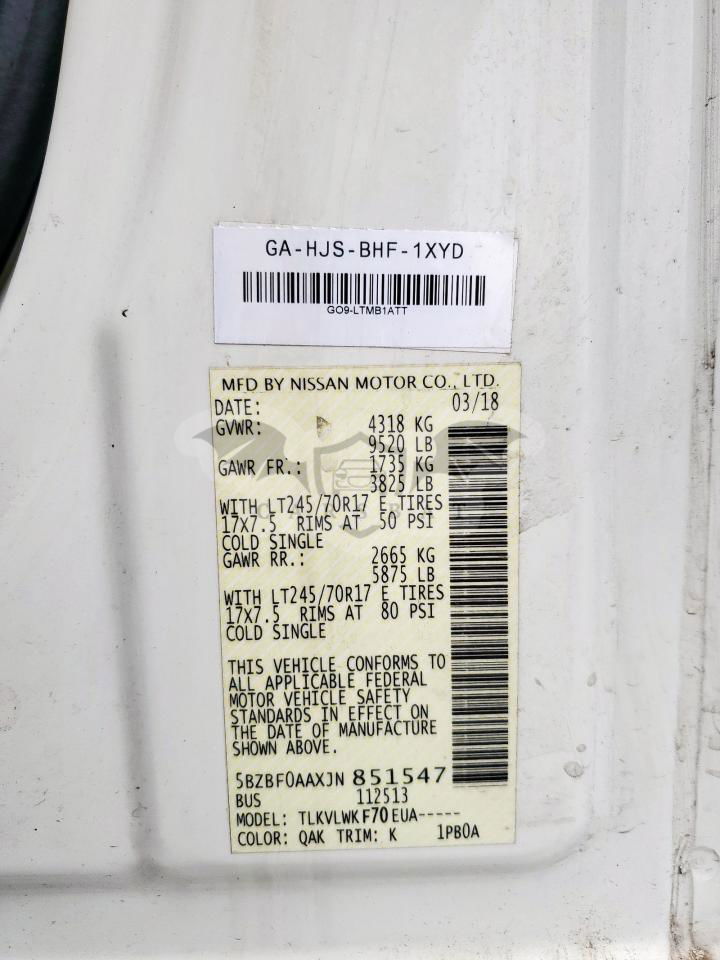 GA-HJS-BHF-1XYD
GO9-LTMB1ATT
MFD BY NISSAN MOTOR CO., LTD.
DATE: 03/18
GVWR: 4318 KG
9520 LB
GAWR FR.: 1735 KG
3825 LB
WITH LT245/70R17 E TIRES
17X7.5 RIMS AT 50 PSI
COLD SINGLE
GAWR RR.: 2665 KG
5875 LB
WITH LT245/70R17 E TIRES
17X7.5 RIMS AT 80 PSI
COLD SINGLE
THIS VEHICLE CONFORMS TO
ALL APPLICABLE FEDERAL
MOTOR VEHICLE SAFETY
STANDARDS IN EFFECT ON
THE DATE OF MANUFACTURE
SHOWN ABOVE.
5BZBF0AAXJN 851547
BUS 112513
MODEL: TLKVLWKF70EUA-----
COLOR: QAK TRIM: K 1PB0A